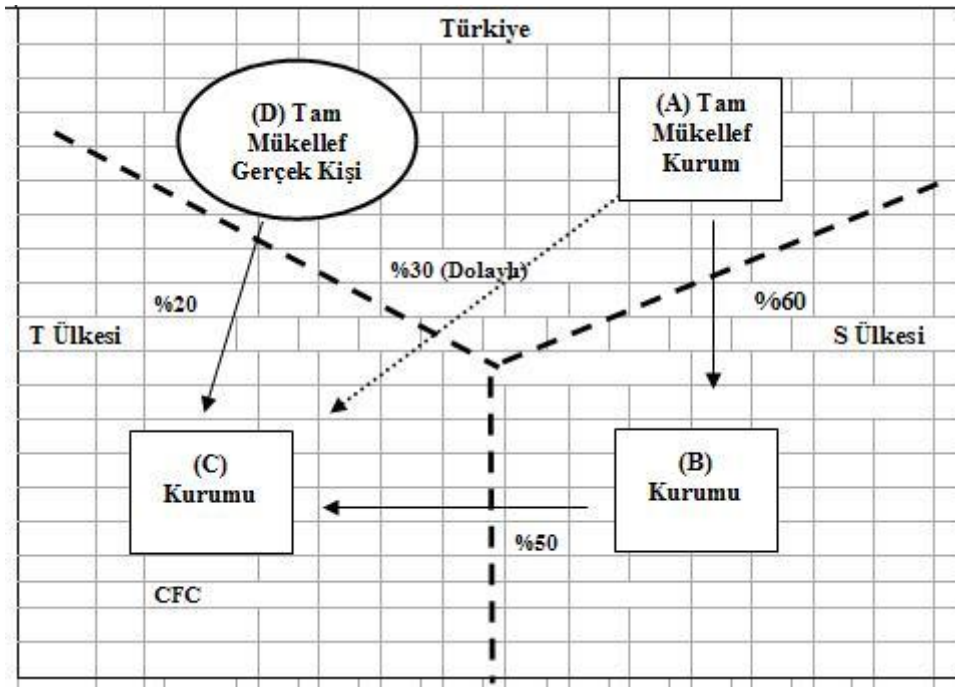 Türkiye
(D) Tam
Mükellef
Gerçek Kişi
(A) Tam
Mükellef
Kurum
%30 (Dolaylı)
%20
%60
T Ülkesi
S Ülkesi
(C)
Kurumu
(B)
Kurumu
%50
CFC